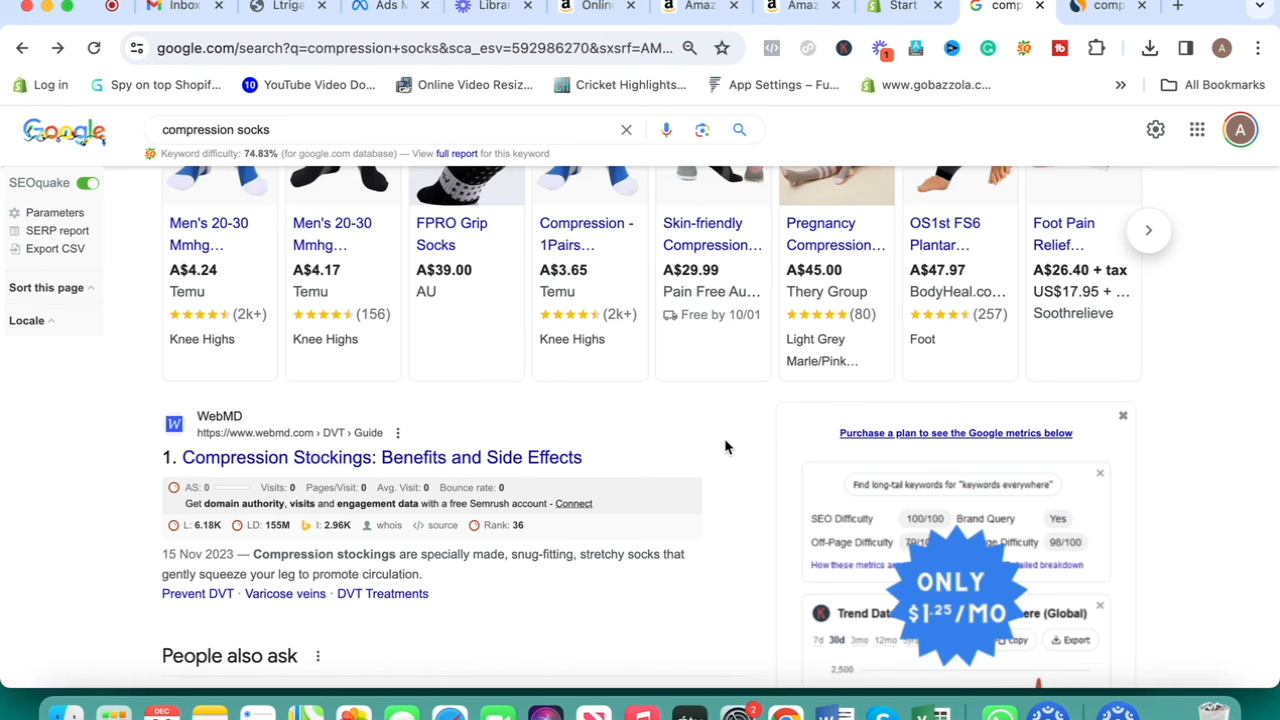 Inbox
Ltriga
Ads M
Librar
Onlin
Amaz
Amaz
Start
comp
comp
google.com/search?q=compression+socks&sca_esv=592986270&sxsrf=AM...
Log in
Spy on top Shopif...
YouTube Video Do...
Online Video Resiz...
Cricket Highlights...
App Settings – Fu...
www.gobazzola.c...
»
All Bookmarks
Google
compression socks
A
Keyword difficulty: 74.83% (for google.com database) — View full report for this keyword
SEOquake
Parameters
SERP report
Export CSV
Sort this page
Locale
Men's 20-30 Mmhg...
A$4.24
Temu
(2k+)
Knee Highs
Men's 20-30 Mmhg...
A$4.17
Temu
(156)
Knee Highs
FPRO Grip Socks
A$39.00
AU
Compression - 1Pairs...
A$3.65
Temu
(2k+)
Knee Highs
Skin-friendly Compression...
A$29.99
Pain Free Au...
Free by 10/01
Pregnancy Compression...
A$45.00
Thery Group
(80)
Light Grey Marle/Pink...
OS1st FS6 Plantar...
A$47.97
BodyHeal.co...
(257)
Foot
Foot Pain Relief...
A$26.40 + tax
US$17.95 + ...
Soothrelieve
WebMD
https://www.webmd.com › DVT › Guide
1. Compression Stockings: Benefits and Side Effects
AS: 0 Visits: 0 Pages/Visit: 0 Avg. Visit: 0 Bounce rate: 0
Get domain authority, visits and engagement data with a free Semrush account - Connect
L: 6.18K LD: 155M I: 2.96K whois </> source Rank: 36
15 Nov 2023 — Compression stockings are specially made, snug-fitting, stretchy socks that
gently squeeze your leg to promote circulation.
Prevent DVT · Varicose veins · DVT Treatments
People also ask
Purchase a plan to see the Google metrics below
Find long-tail keywords for "keywords everywhere"
SEO Difficulty 100/100 Brand Query Yes
Off-Page Difficulty Difficulty 98/100
How these metrics are breakdown
ONLY
$1.25/MO
Trend Data (Global)
7d 30d 3mo 12mo Copy Export
2,500